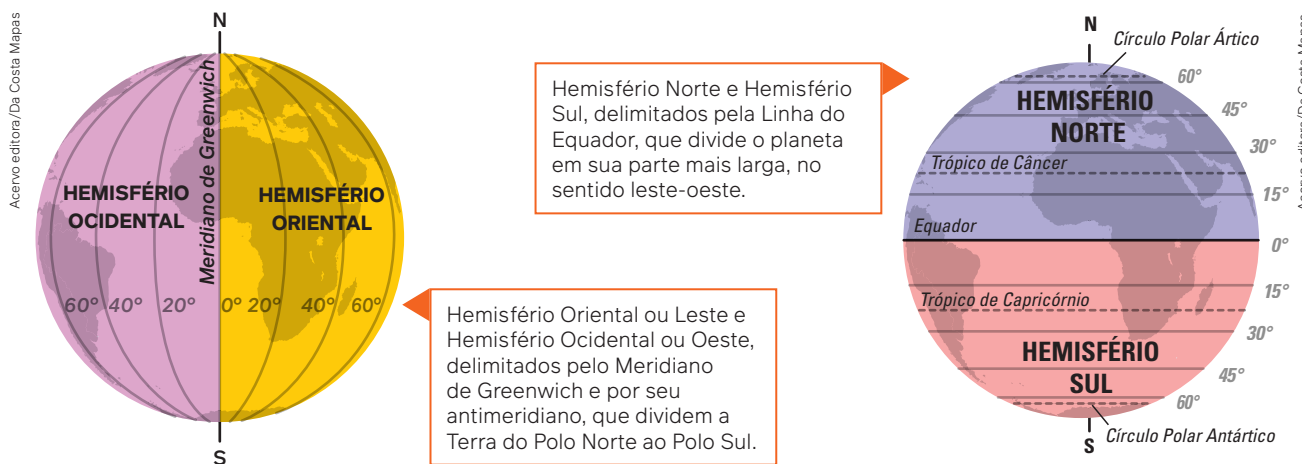 Acervo editora/Da Costa Mapas
N
Meridiano de Greenwich
HEMISFÉRIO
OCIDENTAL
HEMISFÉRIO
ORIENTAL
60° 40° 20° 0° 20° 40° 60°
S
Hemisfério Oriental ou Leste e
Hemisfério Ocidental ou Oeste,
delimitados pelo Meridiano
de Greenwich e por seu
antimeridiano, que dividem a
Terra do Polo Norte ao Polo Sul.
Hemisfério Norte e Hemisfério
Sul, delimitados pela Linha do
Equador, que divide o planeta
em sua parte mais larga, no
sentido leste-oeste.
N
Círculo Polar Ártico
60°
HEMISFÉRIO
NORTE
45°
30°
Trópico de Câncer
15°
Equador
0°
15°
Trópico de Capricórnio
30°
HEMISFÉRIO
SUL
45°
60°
Círculo Polar Antártico
S